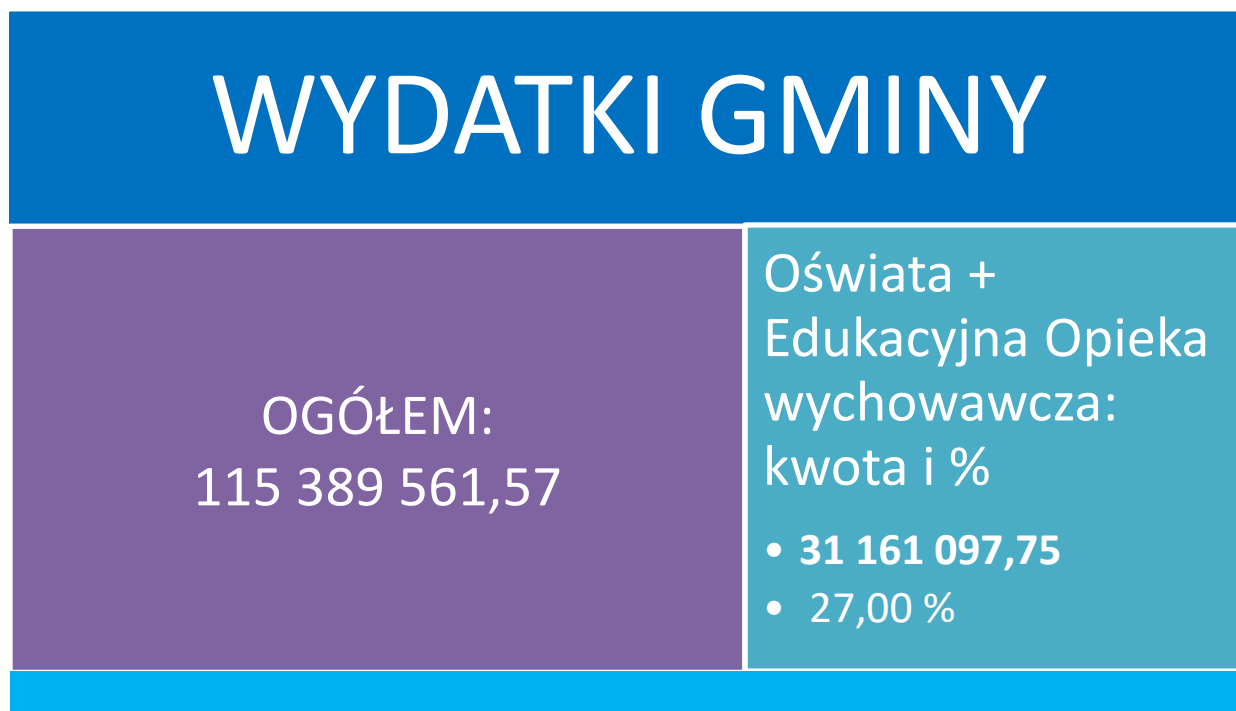 WYDATKI GMINY
OGÓŁEM:
115 389 561,57
Oświata +
Edukacyjna Opieka
wychowawcza:
kwota i %
• 31 161 097,75
• 27,00 %